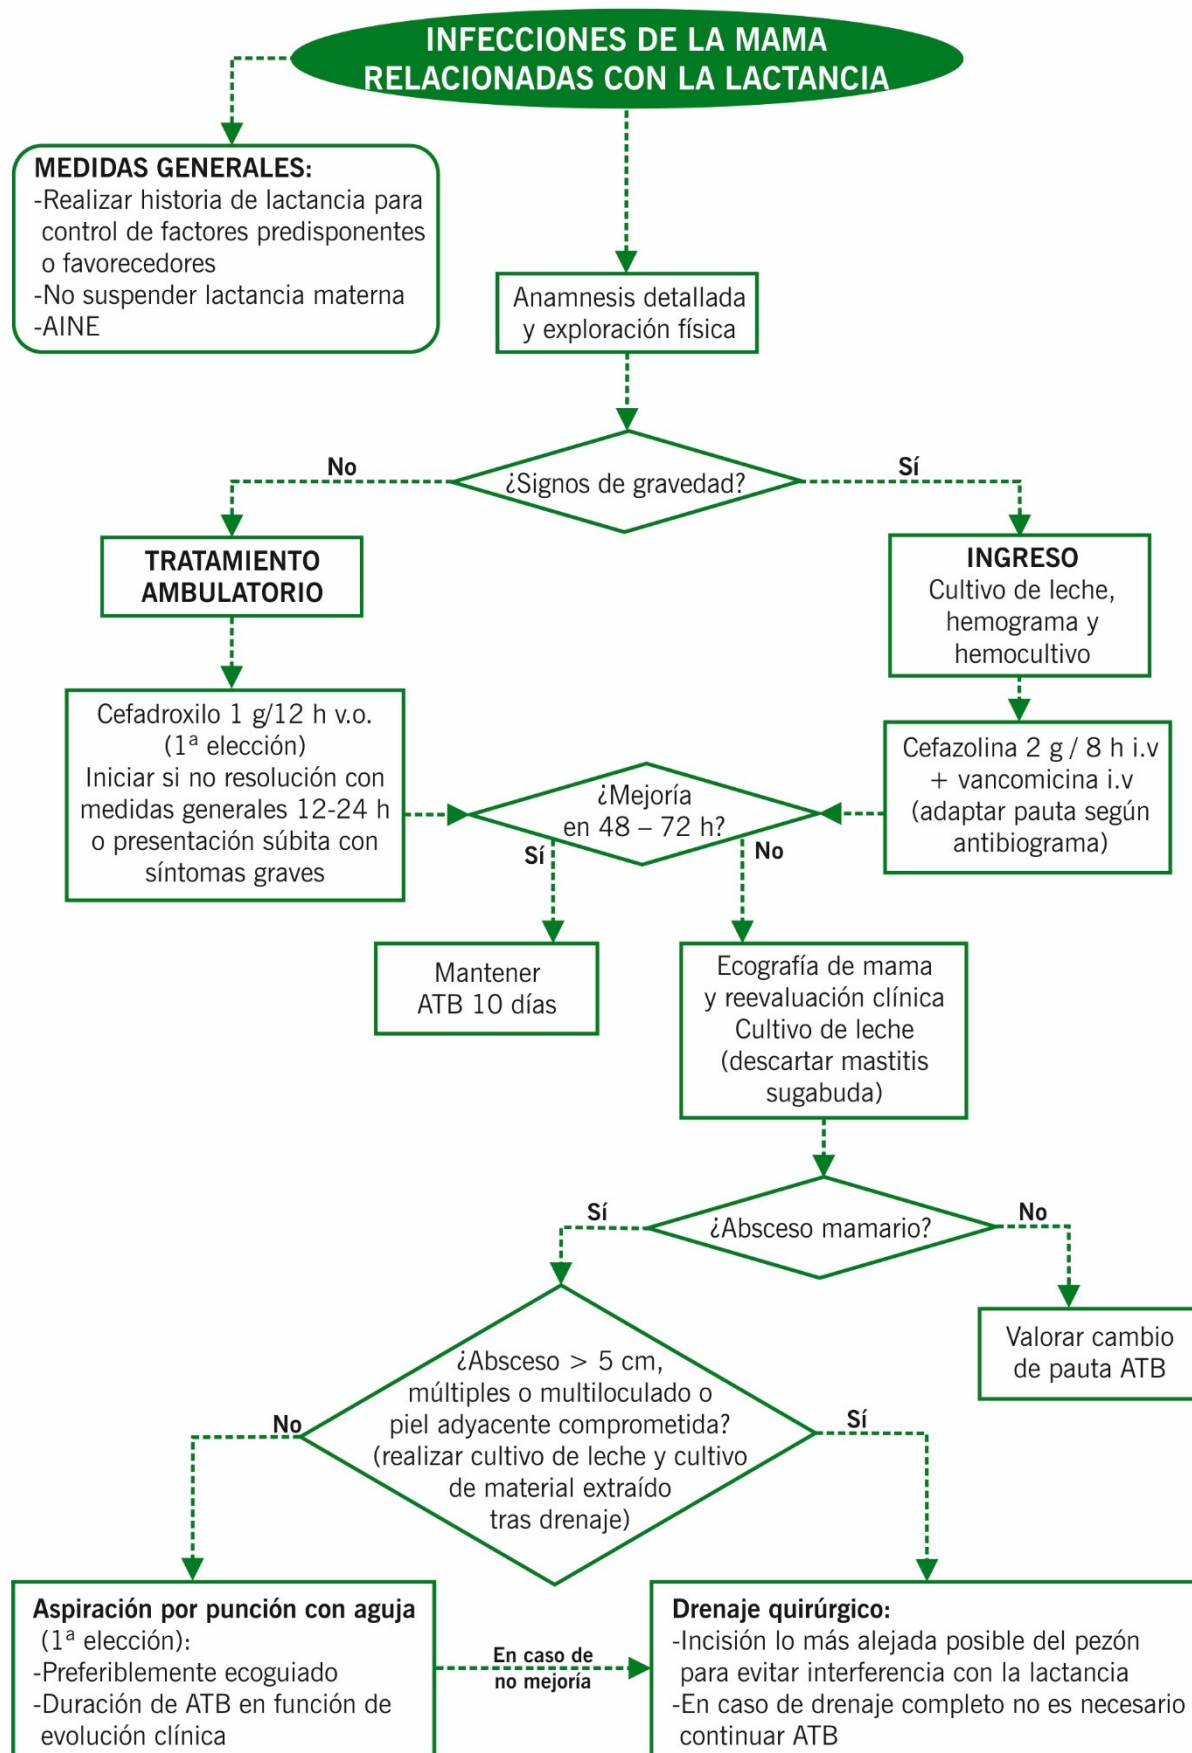 INFECCIONES DE LA MAMA
RELACIONADAS CON LA LACTANCIA
MEDIDAS GENERALES:
-Realizar historia de lactancia para
control de factores predisponentes
o favorecedores
-No suspender lactancia materna
-AINE
Anamnesis detallada
y exploración física
¿Signos de gravedad?
No
Sí
TRATAMIENTO
AMBULATORIO
INGRESO
Cultivo de leche,
hemograma y
hemocultivo
Cefadroxilo 1 g/12 h v.o.
(1ª elección)
Iniciar si no resolución con
medidas generales 12-24 h
o presentación súbita con
síntomas graves
Cefazolina 2 g / 8 h i.v
+ vancomicina i.v
(adaptar pauta según
antibiograma)
¿Mejoría
en 48 – 72 h?
Sí
No
Mantener
ATB 10 días
Ecografía de mama
y reevaluación clínica
Cultivo de leche
(descartar mastitis
sugabuda)
¿Absceso mamario?
Sí
No
Valorar cambio
de pauta ATB
¿Absceso > 5 cm,
múltiples o multiloculado o
piel adyacente comprometida?
(realizar cultivo de leche y cultivo
de material extraído
tras drenaje)
No
Sí
Aspiración por punción con aguja
(1ª elección):
-Preferiblemente ecoguiado
-Duración de ATB en función de
evolución clínica
En caso de
no mejoría
Drenaje quirúrgico:
-Incisión lo más alejada posible del pezón
para evitar interferencia con la lactancia
-En caso de drenaje completo no es necesario
continuar ATB